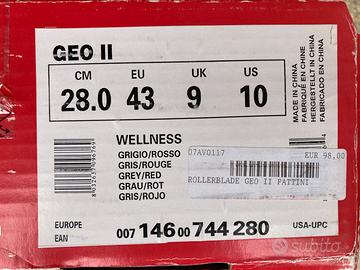 GEO II
CM EU UK US
28.0 43 9 10
MADE IN CHINA
FABRIQUÉ EN CHINE
HERGESTELLT IN CHINA
FABRICADO EN CHINA
WELLNESS
GRIGIO/ROSSO
GRIS/ROUGE
GREY/RED
GRAU/ROT
GRIS/ROJO
07AV0117 EUR 98,00
ROLLERBLADE GEO II PATTINI
EUROPE
EAN
007 146 00 744 280
USA-UPC
subito